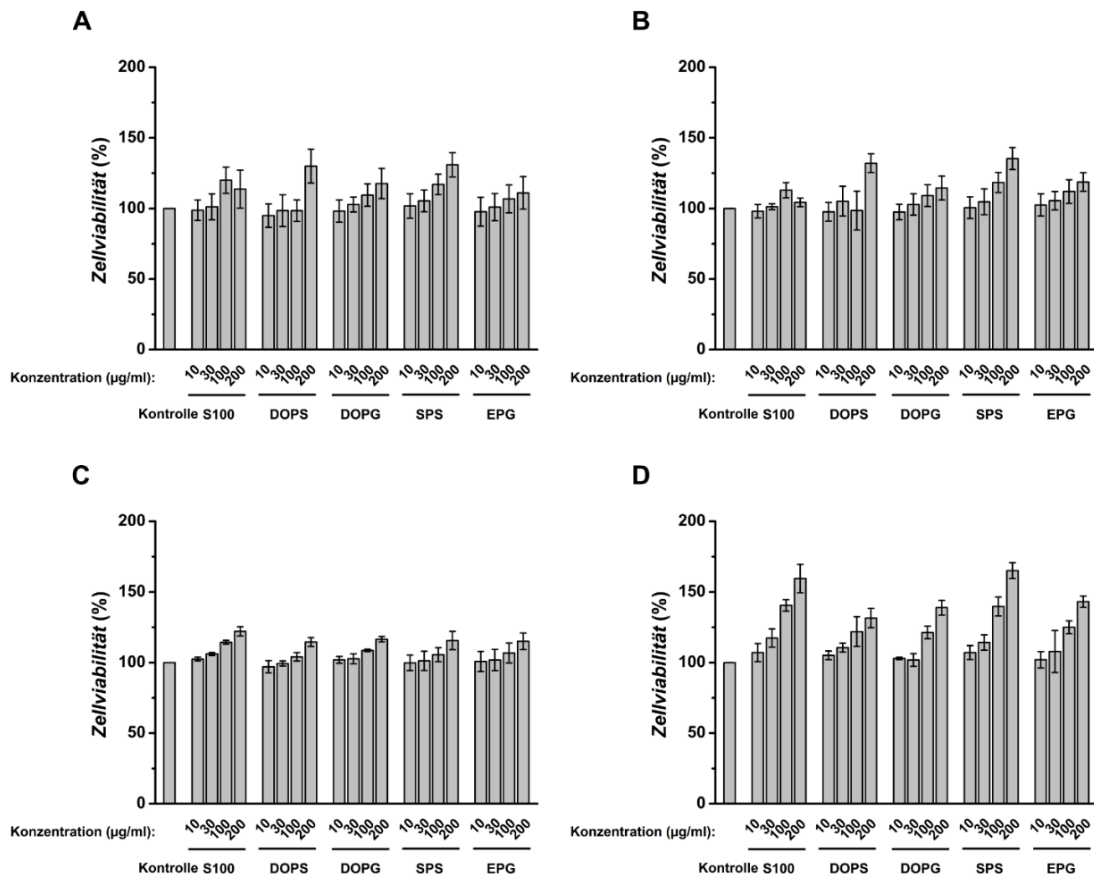 A
Zellviabilität (%)
200
150
100
50
0
Konzentration (µg/ml): 10 30 100 200 10 30 100 200 10 30 100 200 10 30 100 200 10 30 100 200
Kontrolle S100 DOPS DOPG SPS EPG
B
Zellviabilität (%)
200
150
100
50
0
Konzentration (µg/ml): 10 30 100 200 10 30 100 200 10 30 100 200 10 30 100 200 10 30 100 200
Kontrolle S100 DOPS DOPG SPS EPG
C
Zellviabilität (%)
200
150
100
50
0
Konzentration (µg/ml): 10 30 100 200 10 30 100 200 10 30 100 200 10 30 100 200 10 30 100 200
Kontrolle S100 DOPS DOPG SPS EPG
D
Zellviabilität (%)
200
150
100
50
0
Konzentration (µg/ml): 10 30 100 200 10 30 100 200 10 30 100 200 10 30 100 200 10 30 100 200
Kontrolle S100 DOPS DOPG SPS EPG